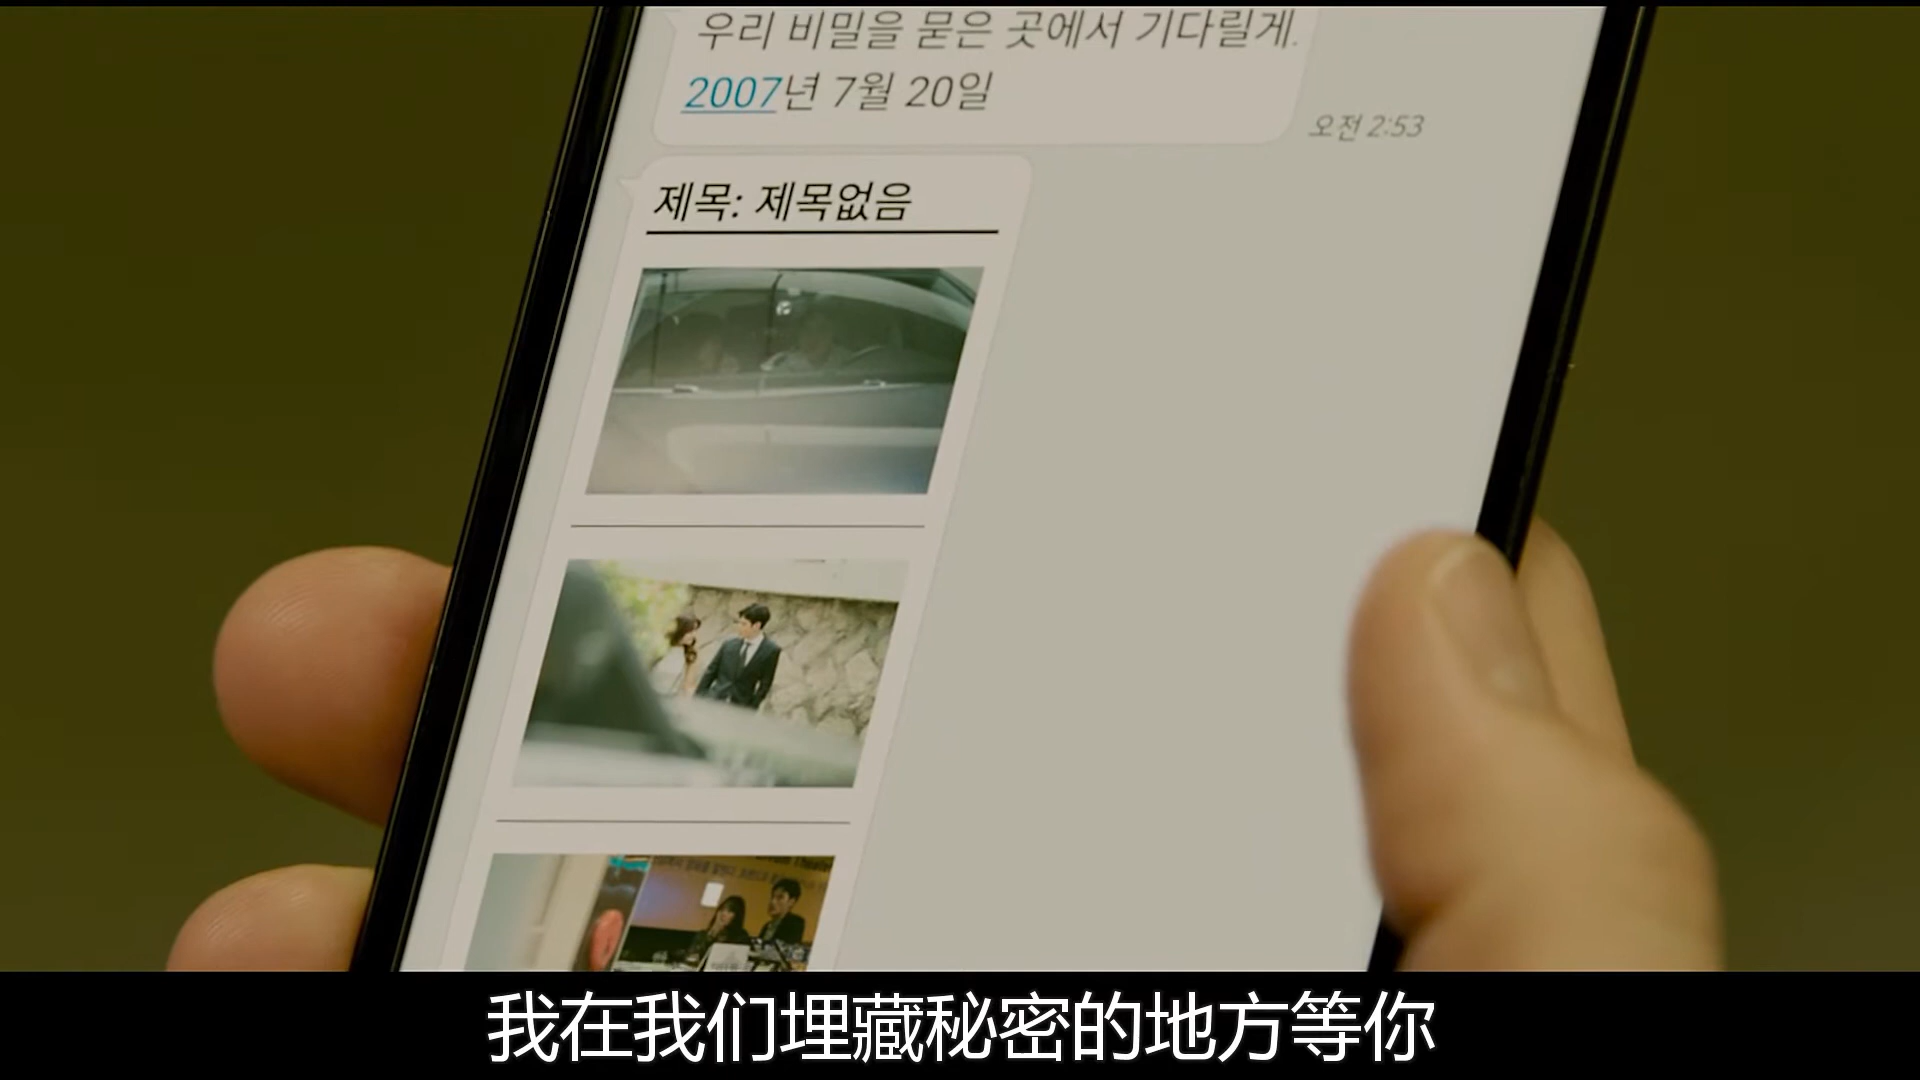 우리 비밀을 묻은 곳에서 기다릴게.
2007년 7월 20일
오전 2:53
제목: 제목없음
我在我们埋藏秘密的地方等你